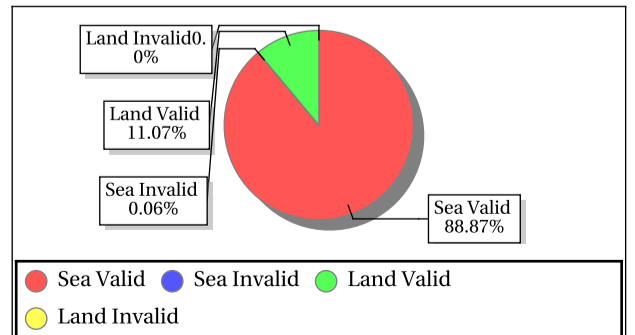 Land Invalid0.
0%
Land Valid
11.07%
Sea Invalid
0.06%
Sea Valid
88.87%
Sea Valid Sea Invalid Land Valid
Land Invalid